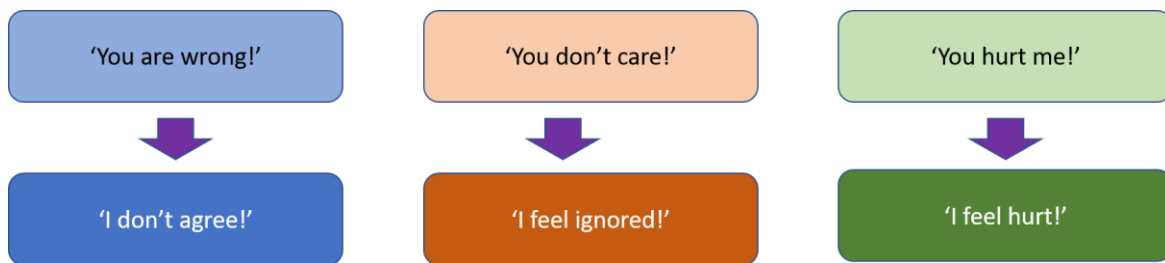 ‘You are wrong!’
‘You don’t care!’
‘You hurt me!’
‘I don’t agree!’
‘I feel ignored!’
‘I feel hurt!’